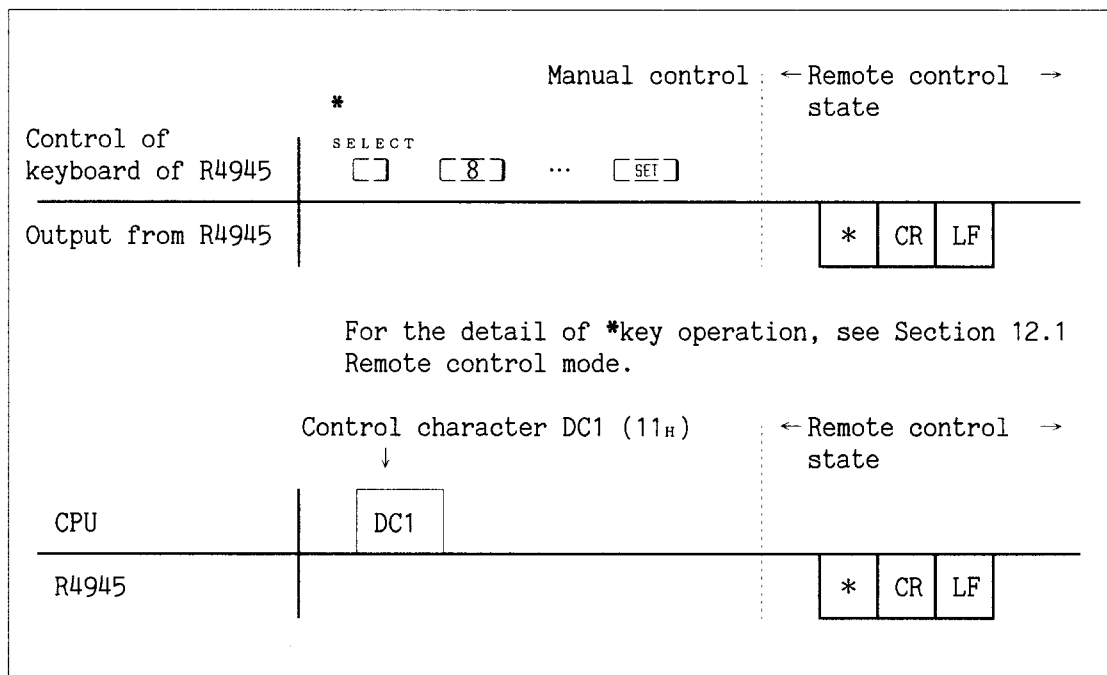 Manual control ← Remote control →
state
*
SELECT
Control of
keyboard of R4945 8 ... SET
Output from R4945 * CR LF
For the detail of *key operation, see Section 12.1
Remote control mode.
Control character DC1 (11H) ← Remote control →
↓ state
CPU DC1
R4945 * CR LF